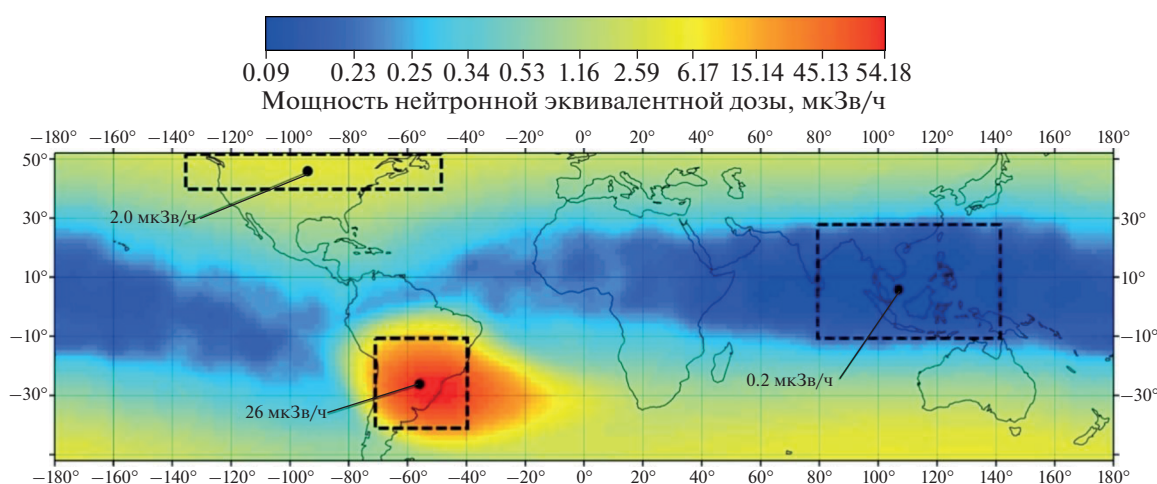 0.09 0.23 0.25 0.34 0.53 1.16 2.59 6.17 15.14 45.13 54.18
Мощность нейтронной эквивалентной дозы, мкЗв/ч
−180° −160° −140° −120° −100° −80° −60° −40° −20° 0° 20° 40° 60° 80° 100° 120° 140° 160° 180°
50°
2.0 мкЗв/ч
30° 30°
10° 10°
−10° −10°
0.2 мкЗв/ч
−30° −30°
26 мкЗв/ч
−180° −160° −140° −120° −100° −80° −60° −40° −20° 0° 20° 40° 60° 80° 100° 120° 140° 160° 180°